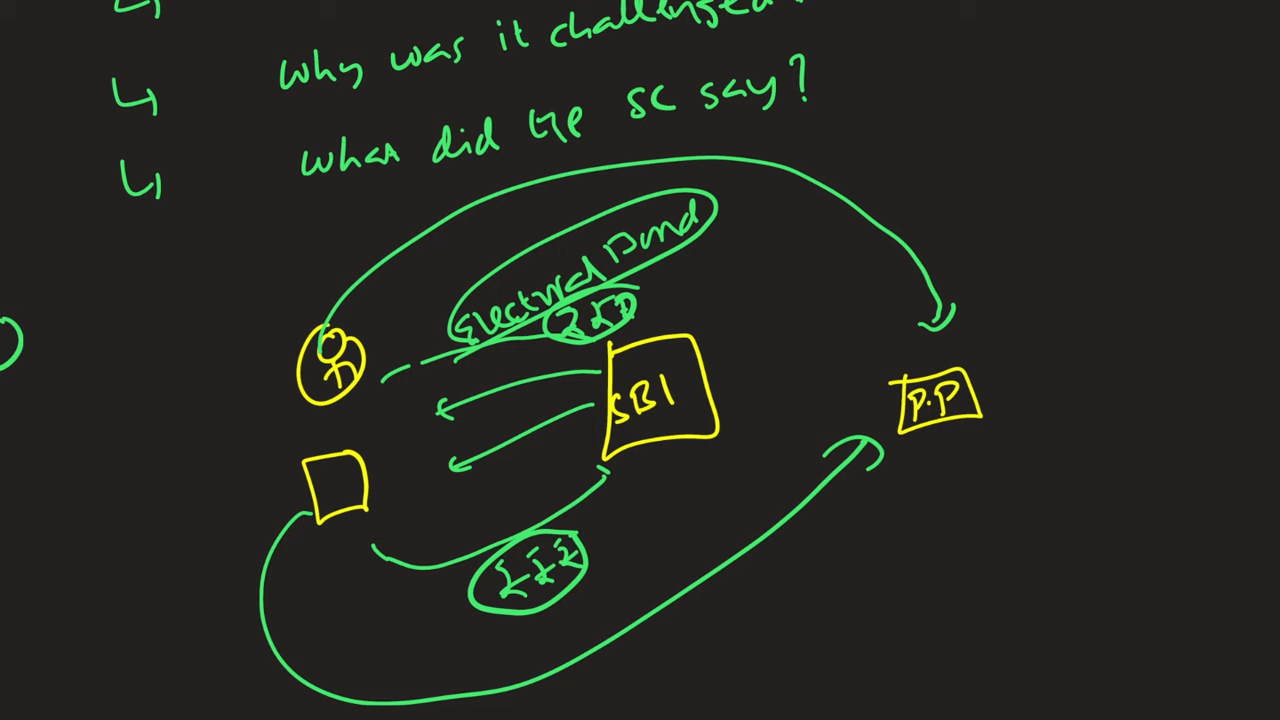 Why was it challenged
What did the SC say?
Electoral Bond
SBI
P.P